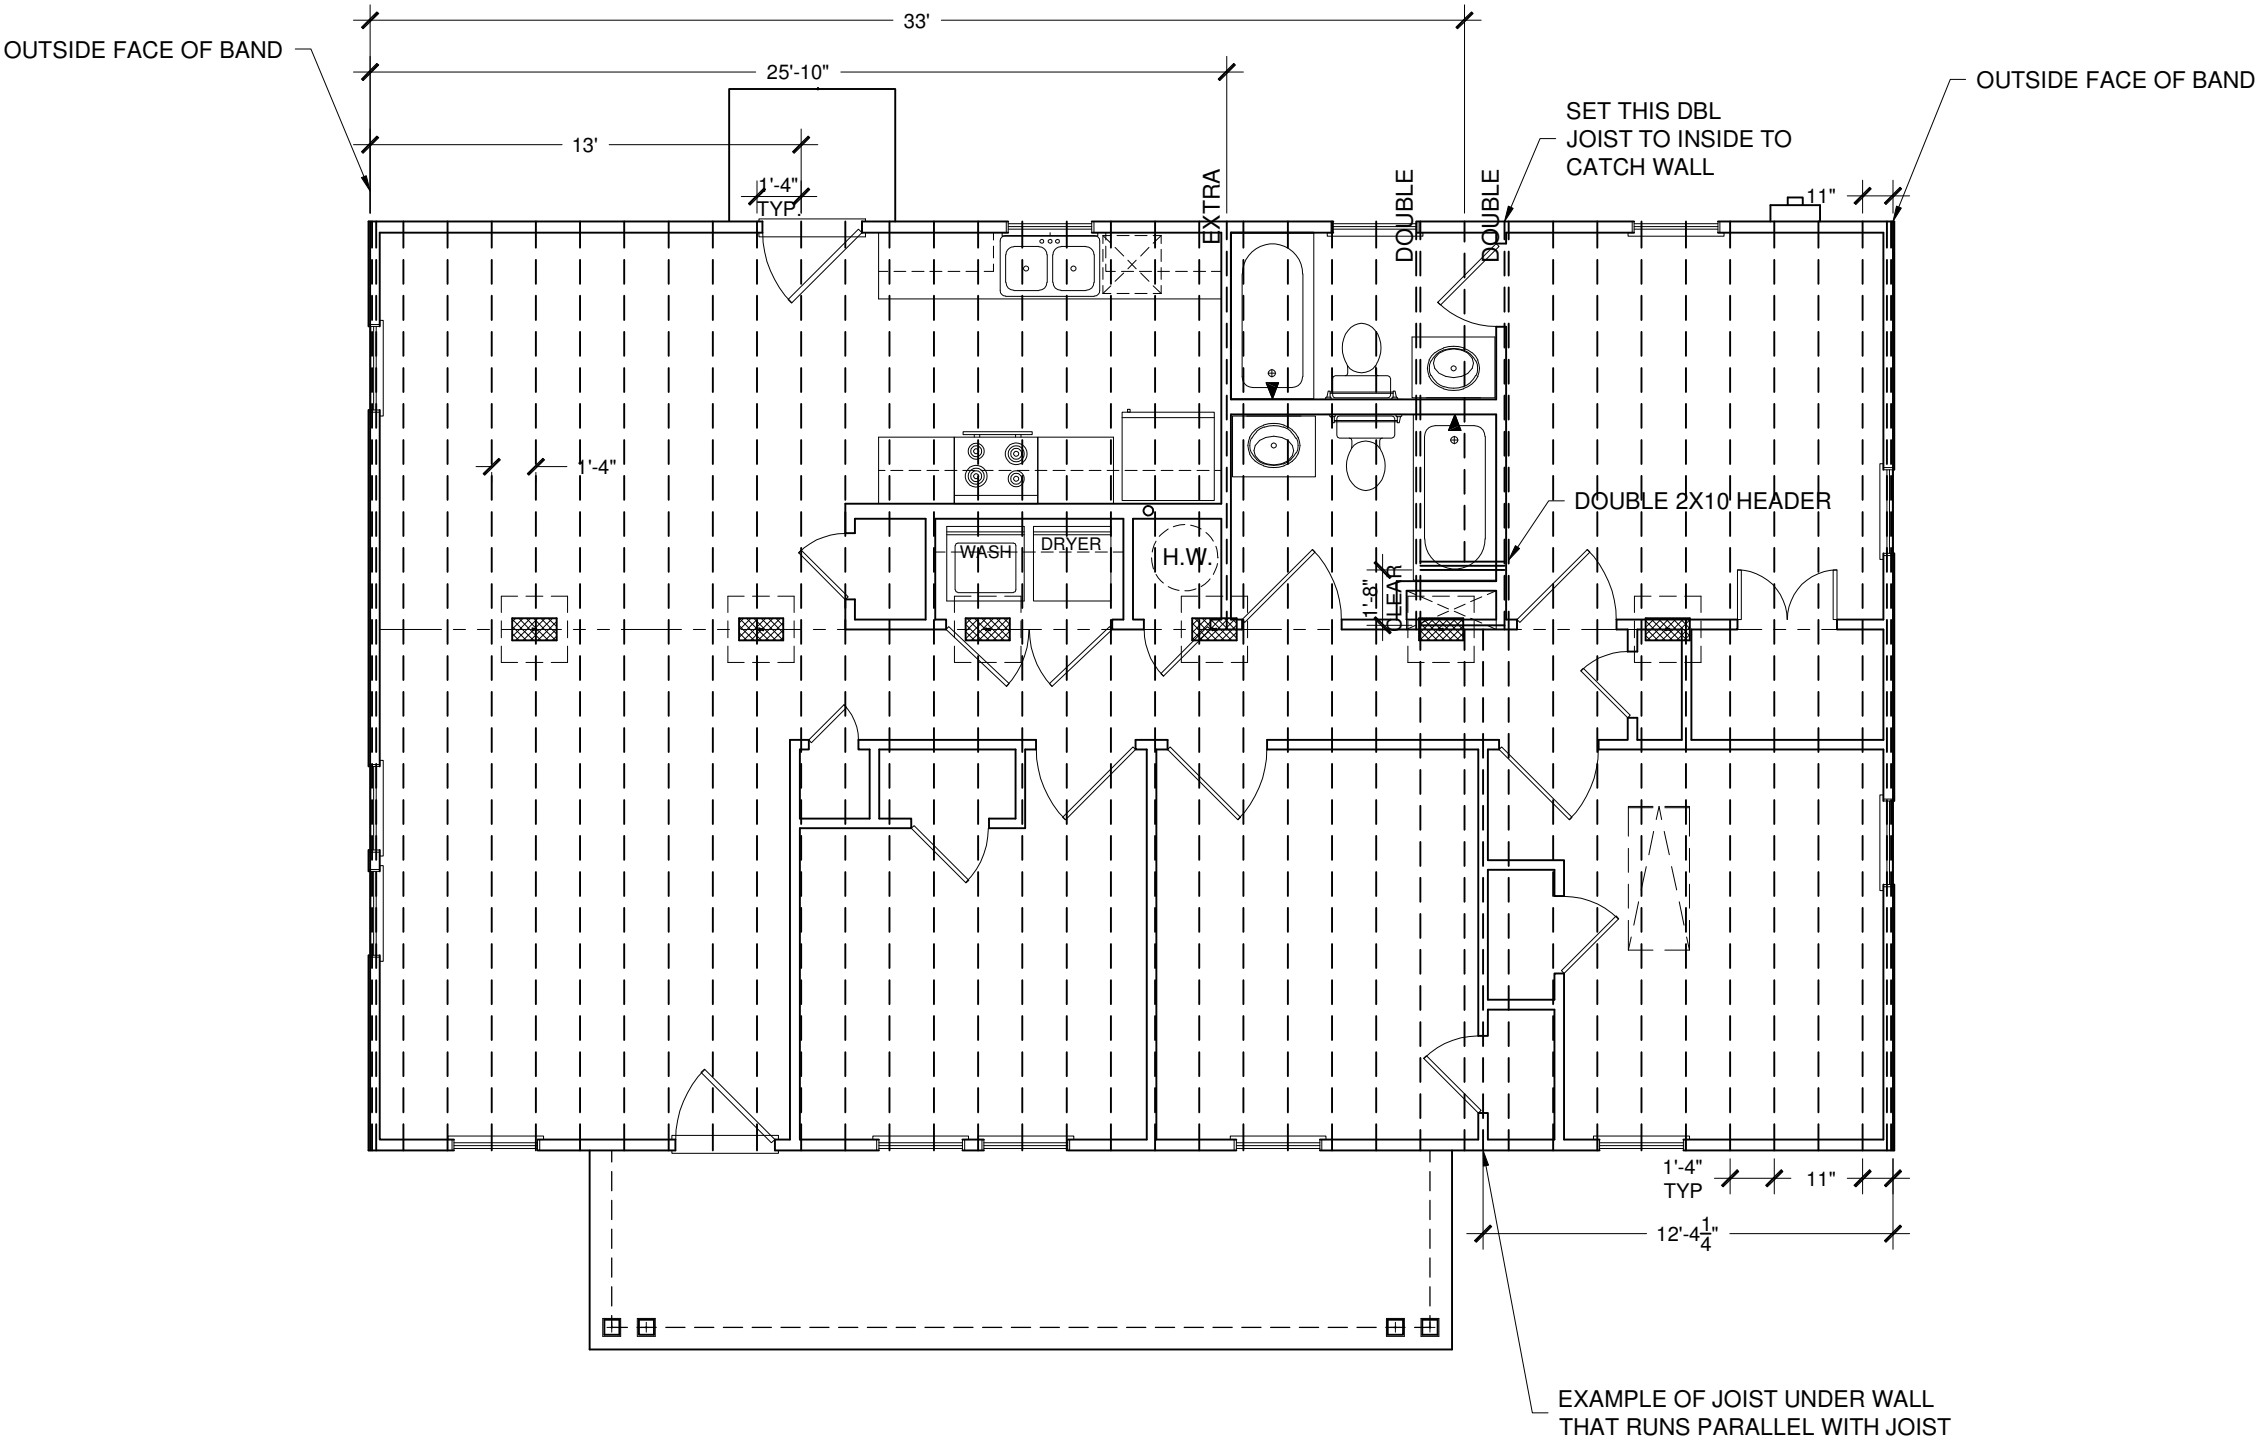 33'
OUTSIDE FACE OF BAND
25'-10"
OUTSIDE FACE OF BAND
SET THIS DBL
JOIST TO INSIDE TO
CATCH WALL
13'
1'-4"
TYP.
EXTRA
DOUBLE
DOUBLE
11"
1'-4"
DOUBLE 2X10 HEADER
WASH
DRYER
H.W.
1'-8"
CLEAR
1'-4"
TYP
11"
12'-4 1/4"
EXAMPLE OF JOIST UNDER WALL
THAT RUNS PARALLEL WITH JOIST